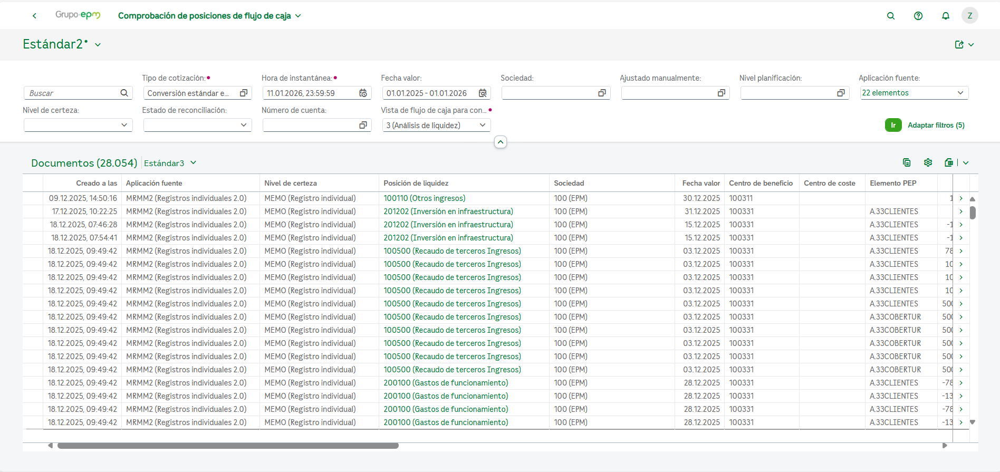 Grupo·epm Comprobación de posiciones de flujo de caja Z
Estándar2*
Tipo de cotización: Hora de instantánea: Fecha valor: Sociedad: Ajustado manualmente: Nivel planificación: Aplicación fuente:
Buscar Conversión estándar e... 11.01.2026, 23:59:59 01.01.2025 - 01.01.2026 22 elementos
Nivel de certeza: Estado de reconciliación: Número de cuenta: Vista de flujo de caja para con...
3 (Análisis de liquidez) Ir Adaptar filtros (5)
Documentos (28.054) Estándar3
Creado a las Aplicación fuente Nivel de certeza Posición de liquidez Sociedad Fecha valor Centro de beneficio Centro de coste Elemento PEP
09.12.2025, 14:50:16 MRMM2 (Registros individuales 2.0) MEMO (Registro individual) 100110 (Otros ingresos) 100 (EPM) 30.12.2025 100311 1
17.12.2025, 10:22:25 MRMM2 (Registros individuales 2.0) MEMO (Registro individual) 201202 (Inversión en infraestructura) 100 (EPM) 31.12.2025 100331 A.33CLIENTES
18.12.2025, 07:46:28 MRMM2 (Registros individuales 2.0) MEMO (Registro individual) 201202 (Inversión en infraestructura) 100 (EPM) 15.12.2025 100331 A.33CLIENTES -1
18.12.2025, 07:54:41 MRMM2 (Registros individuales 2.0) MEMO (Registro individual) 201202 (Inversión en infraestructura) 100 (EPM) 15.12.2025 100331 A.33CLIENTES -1
18.12.2025, 09:49:42 MRMM2 (Registros individuales 2.0) MEMO (Registro individual) 100500 (Recaudo de terceros Ingresos) 100 (EPM) 03.12.2025 100331 A.33CLIENTES 78
18.12.2025, 09:49:42 MRMM2 (Registros individuales 2.0) MEMO (Registro individual) 100500 (Recaudo de terceros Ingresos) 100 (EPM) 03.12.2025 100331 A.33CLIENTES 10
18.12.2025, 09:49:42 MRMM2 (Registros individuales 2.0) MEMO (Registro individual) 100500 (Recaudo de terceros Ingresos) 100 (EPM) 03.12.2025 100331 A.33CLIENTES 10
18.12.2025, 09:49:42 MRMM2 (Registros individuales 2.0) MEMO (Registro individual) 100500 (Recaudo de terceros Ingresos) 100 (EPM) 03.12.2025 100331 A.33CLIENTES 10
18.12.2025, 09:49:42 MRMM2 (Registros individuales 2.0) MEMO (Registro individual) 100500 (Recaudo de terceros Ingresos) 100 (EPM) 03.12.2025 100331 A.33CLIENTES 500
18.12.2025, 09:49:42 MRMM2 (Registros individuales 2.0) MEMO (Registro individual) 100500 (Recaudo de terceros Ingresos) 100 (EPM) 03.12.2025 100331 A.33COBERTUR 500
18.12.2025, 09:49:42 MRMM2 (Registros individuales 2.0) MEMO (Registro individual) 100500 (Recaudo de terceros Ingresos) 100 (EPM) 03.12.2025 100331 A.33COBERTUR 500
18.12.2025, 09:49:42 MRMM2 (Registros individuales 2.0) MEMO (Registro individual) 100500 (Recaudo de terceros Ingresos) 100 (EPM) 03.12.2025 100331 A.33COBERTUR 500
18.12.2025, 09:49:42 MRMM2 (Registros individuales 2.0) MEMO (Registro individual) 100500 (Recaudo de terceros Ingresos) 100 (EPM) 03.12.2025 100331 A.33COBERTUR 500
18.12.2025, 09:49:42 MRMM2 (Registros individuales 2.0) MEMO (Registro individual) 100500 (Recaudo de terceros Ingresos) 100 (EPM) 03.12.2025 100331 A.33COBERTUR 500
18.12.2025, 09:49:42 MRMM2 (Registros individuales 2.0) MEMO (Registro individual) 200100 (Gastos de funcionamiento) 100 (EPM) 28.12.2025 100331 A.33CLIENTES -78
18.12.2025, 09:49:42 MRMM2 (Registros individuales 2.0) MEMO (Registro individual) 200100 (Gastos de funcionamiento) 100 (EPM) 28.12.2025 100331 A.33CLIENTES -13
18.12.2025, 09:49:42 MRMM2 (Registros individuales 2.0) MEMO (Registro individual) 200100 (Gastos de funcionamiento) 100 (EPM) 28.12.2025 100331 A.33CLIENTES -78
18.12.2025, 09:49:42 MRMM2 (Registros individuales 2.0) MEMO (Registro individual) 200100 (Gastos de funcionamiento) 100 (EPM) 28.12.2025 100331 A.33CLIENTES -13